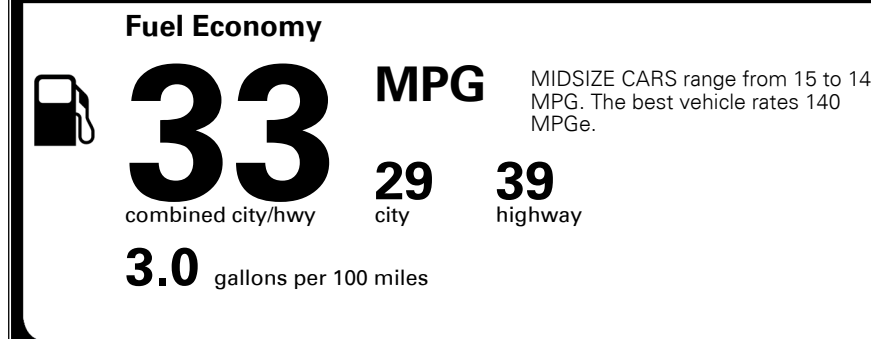 Fuel Economy
33
MPG
MIDSIZE CARS range from 15 to 14
MPG. The best vehicle rates 140
MPGe.
combined city/hwy
29
city
39
highway
3.0 gallons per 100 miles